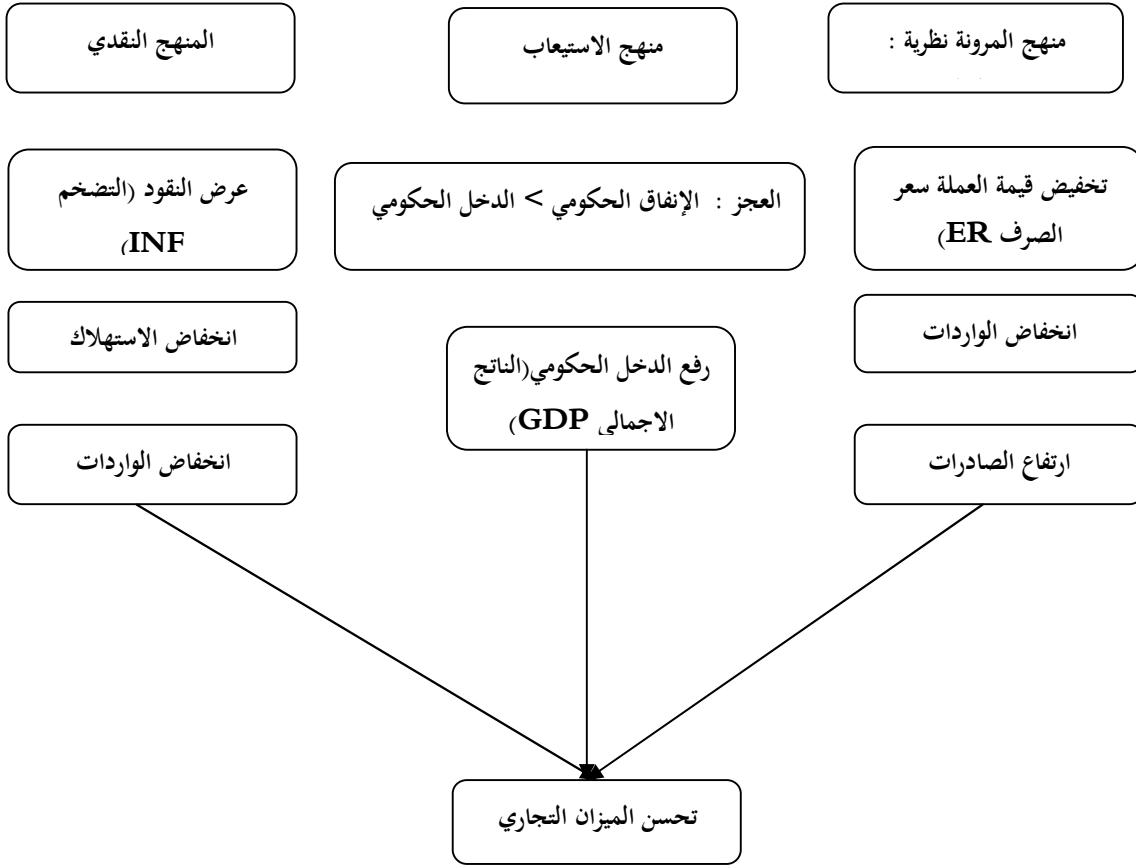 منهج المرونة نظرية :
منهج الاستيعاب
المنهج النقدي
تخفيض قيمة العملة سعر
الصرف ER)
العجز : الإنفاق الحكومي > الدخل الحكومي
عرض النقود (التضخم
INF)
انخفاض الواردات
رفع الدخل الحكومي(الناتج
الاجمالي GDP)
انخفاض الاستهلاك
ارتفاع الصادرات
انخفاض الواردات
تحسن الميزان التجاري